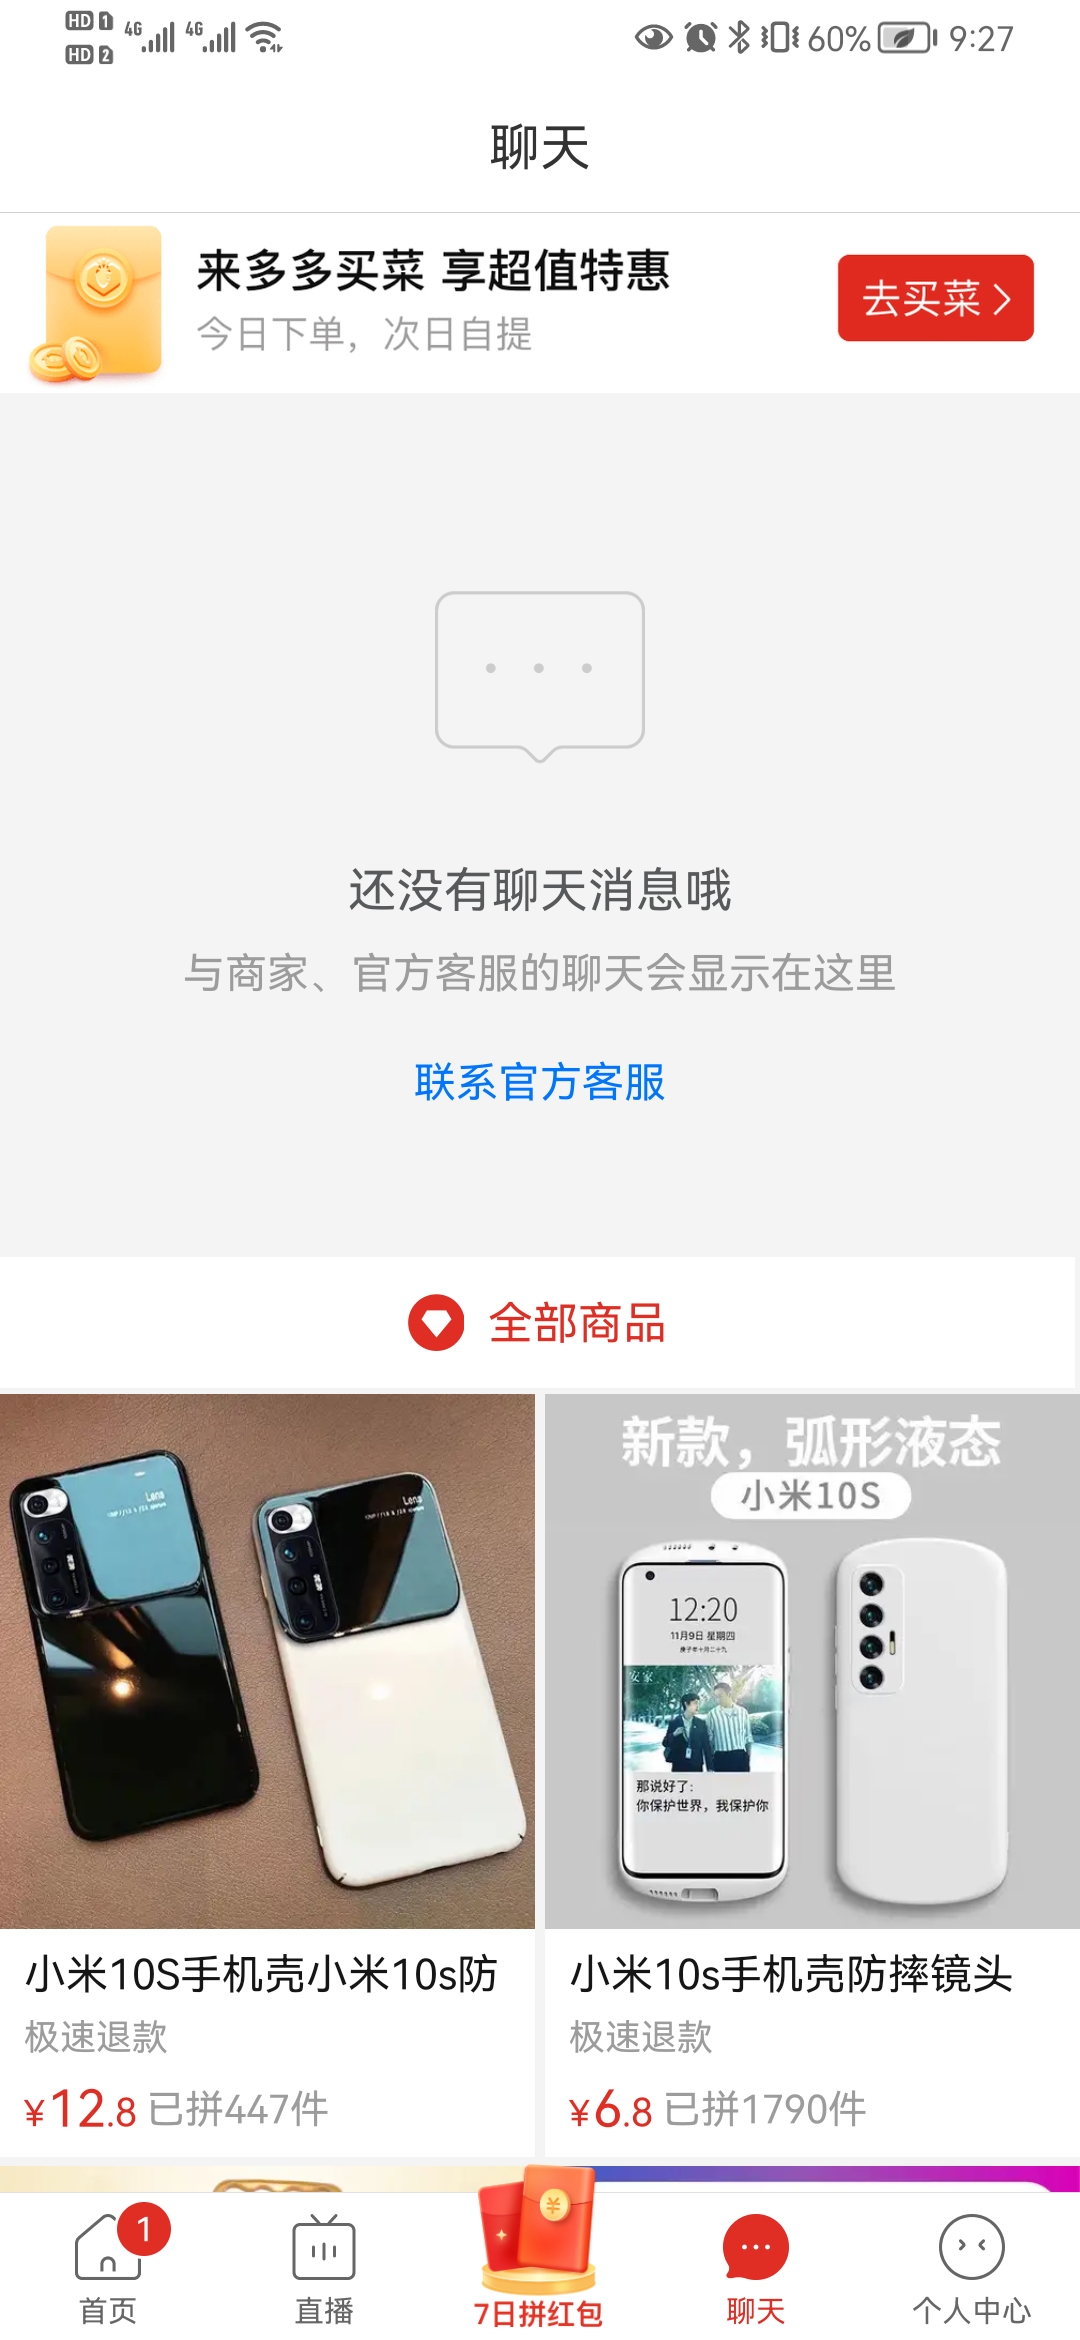 HD 1 4G 4G 60% 9:27
HD 2
聊天
来多多买菜 享超值特惠
今日下单，次日自提
去买菜
还没有聊天消息哦
与商家、官方客服的聊天会显示在这里
联系官方客服
全部商品
Lena
Lena
新款，弧形液态
小米10S
12:20
11月9日 星期四
安家
那说好了:
你保护世界，我保护你
小米10S手机壳小米10s防
极速退款
¥12.8 已拼447件
小米10s手机壳防摔镜头
极速退款
¥6.8 已拼1790件
1
首页
直播
7日拼红包
聊天
个人中心